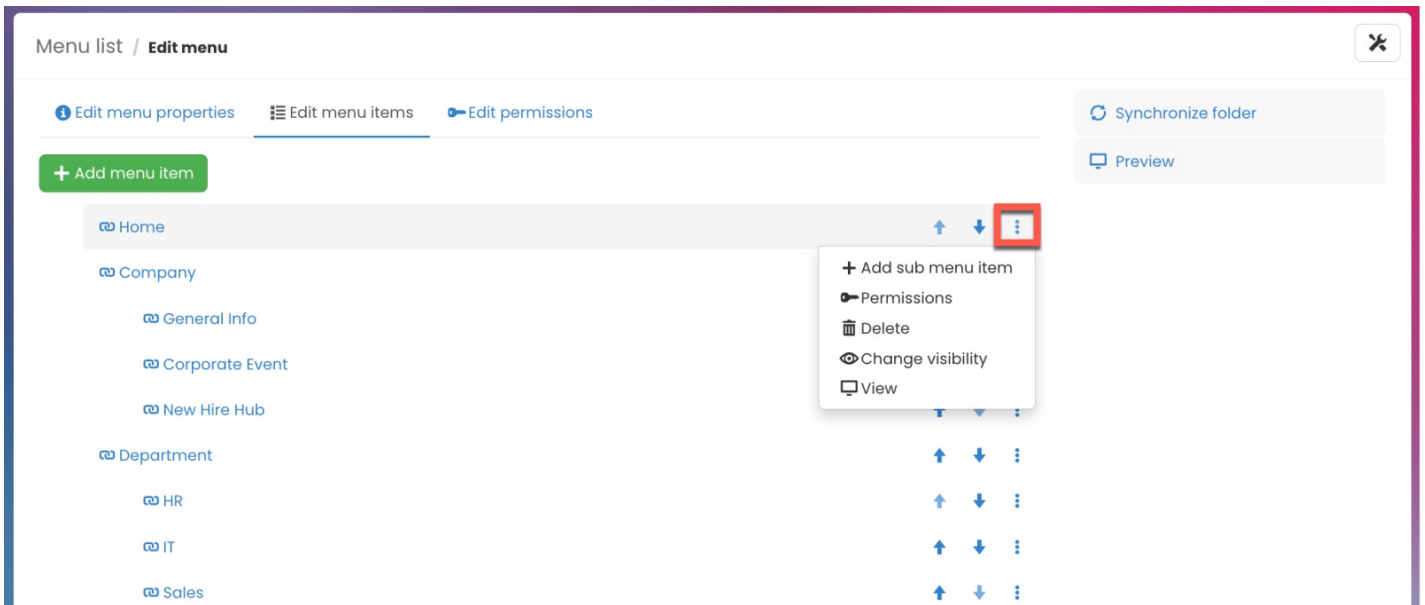 Menu list / Edit menu
Edit menu properties Edit menu items Edit permissions
Synchronize folder
Preview
+ Add menu item
Home
Add sub menu item
Permissions
Delete
Change visibility
View
Company
General Info
Corporate Event
New Hire Hub
Department
HR
IT
Sales